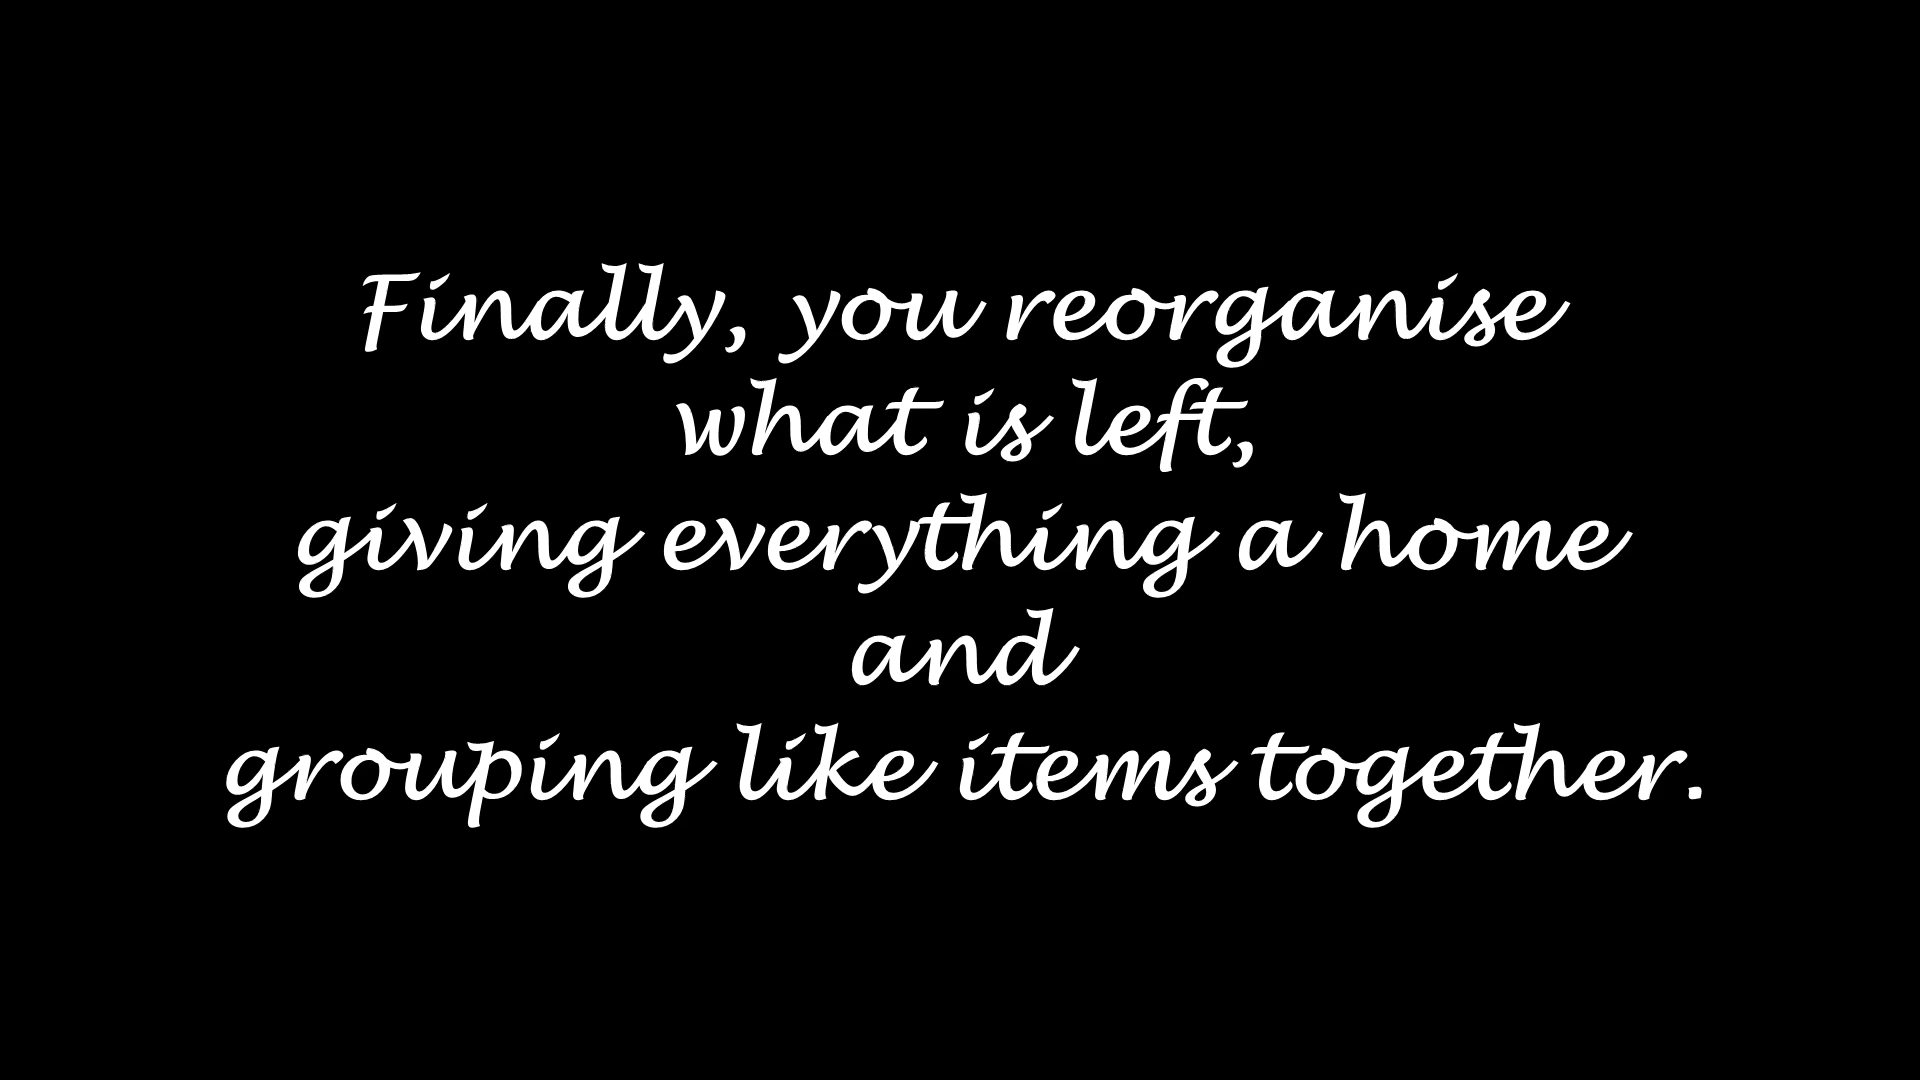 Finally, you reorganise
what is left,
giving everything a home
and
grouping like items together.